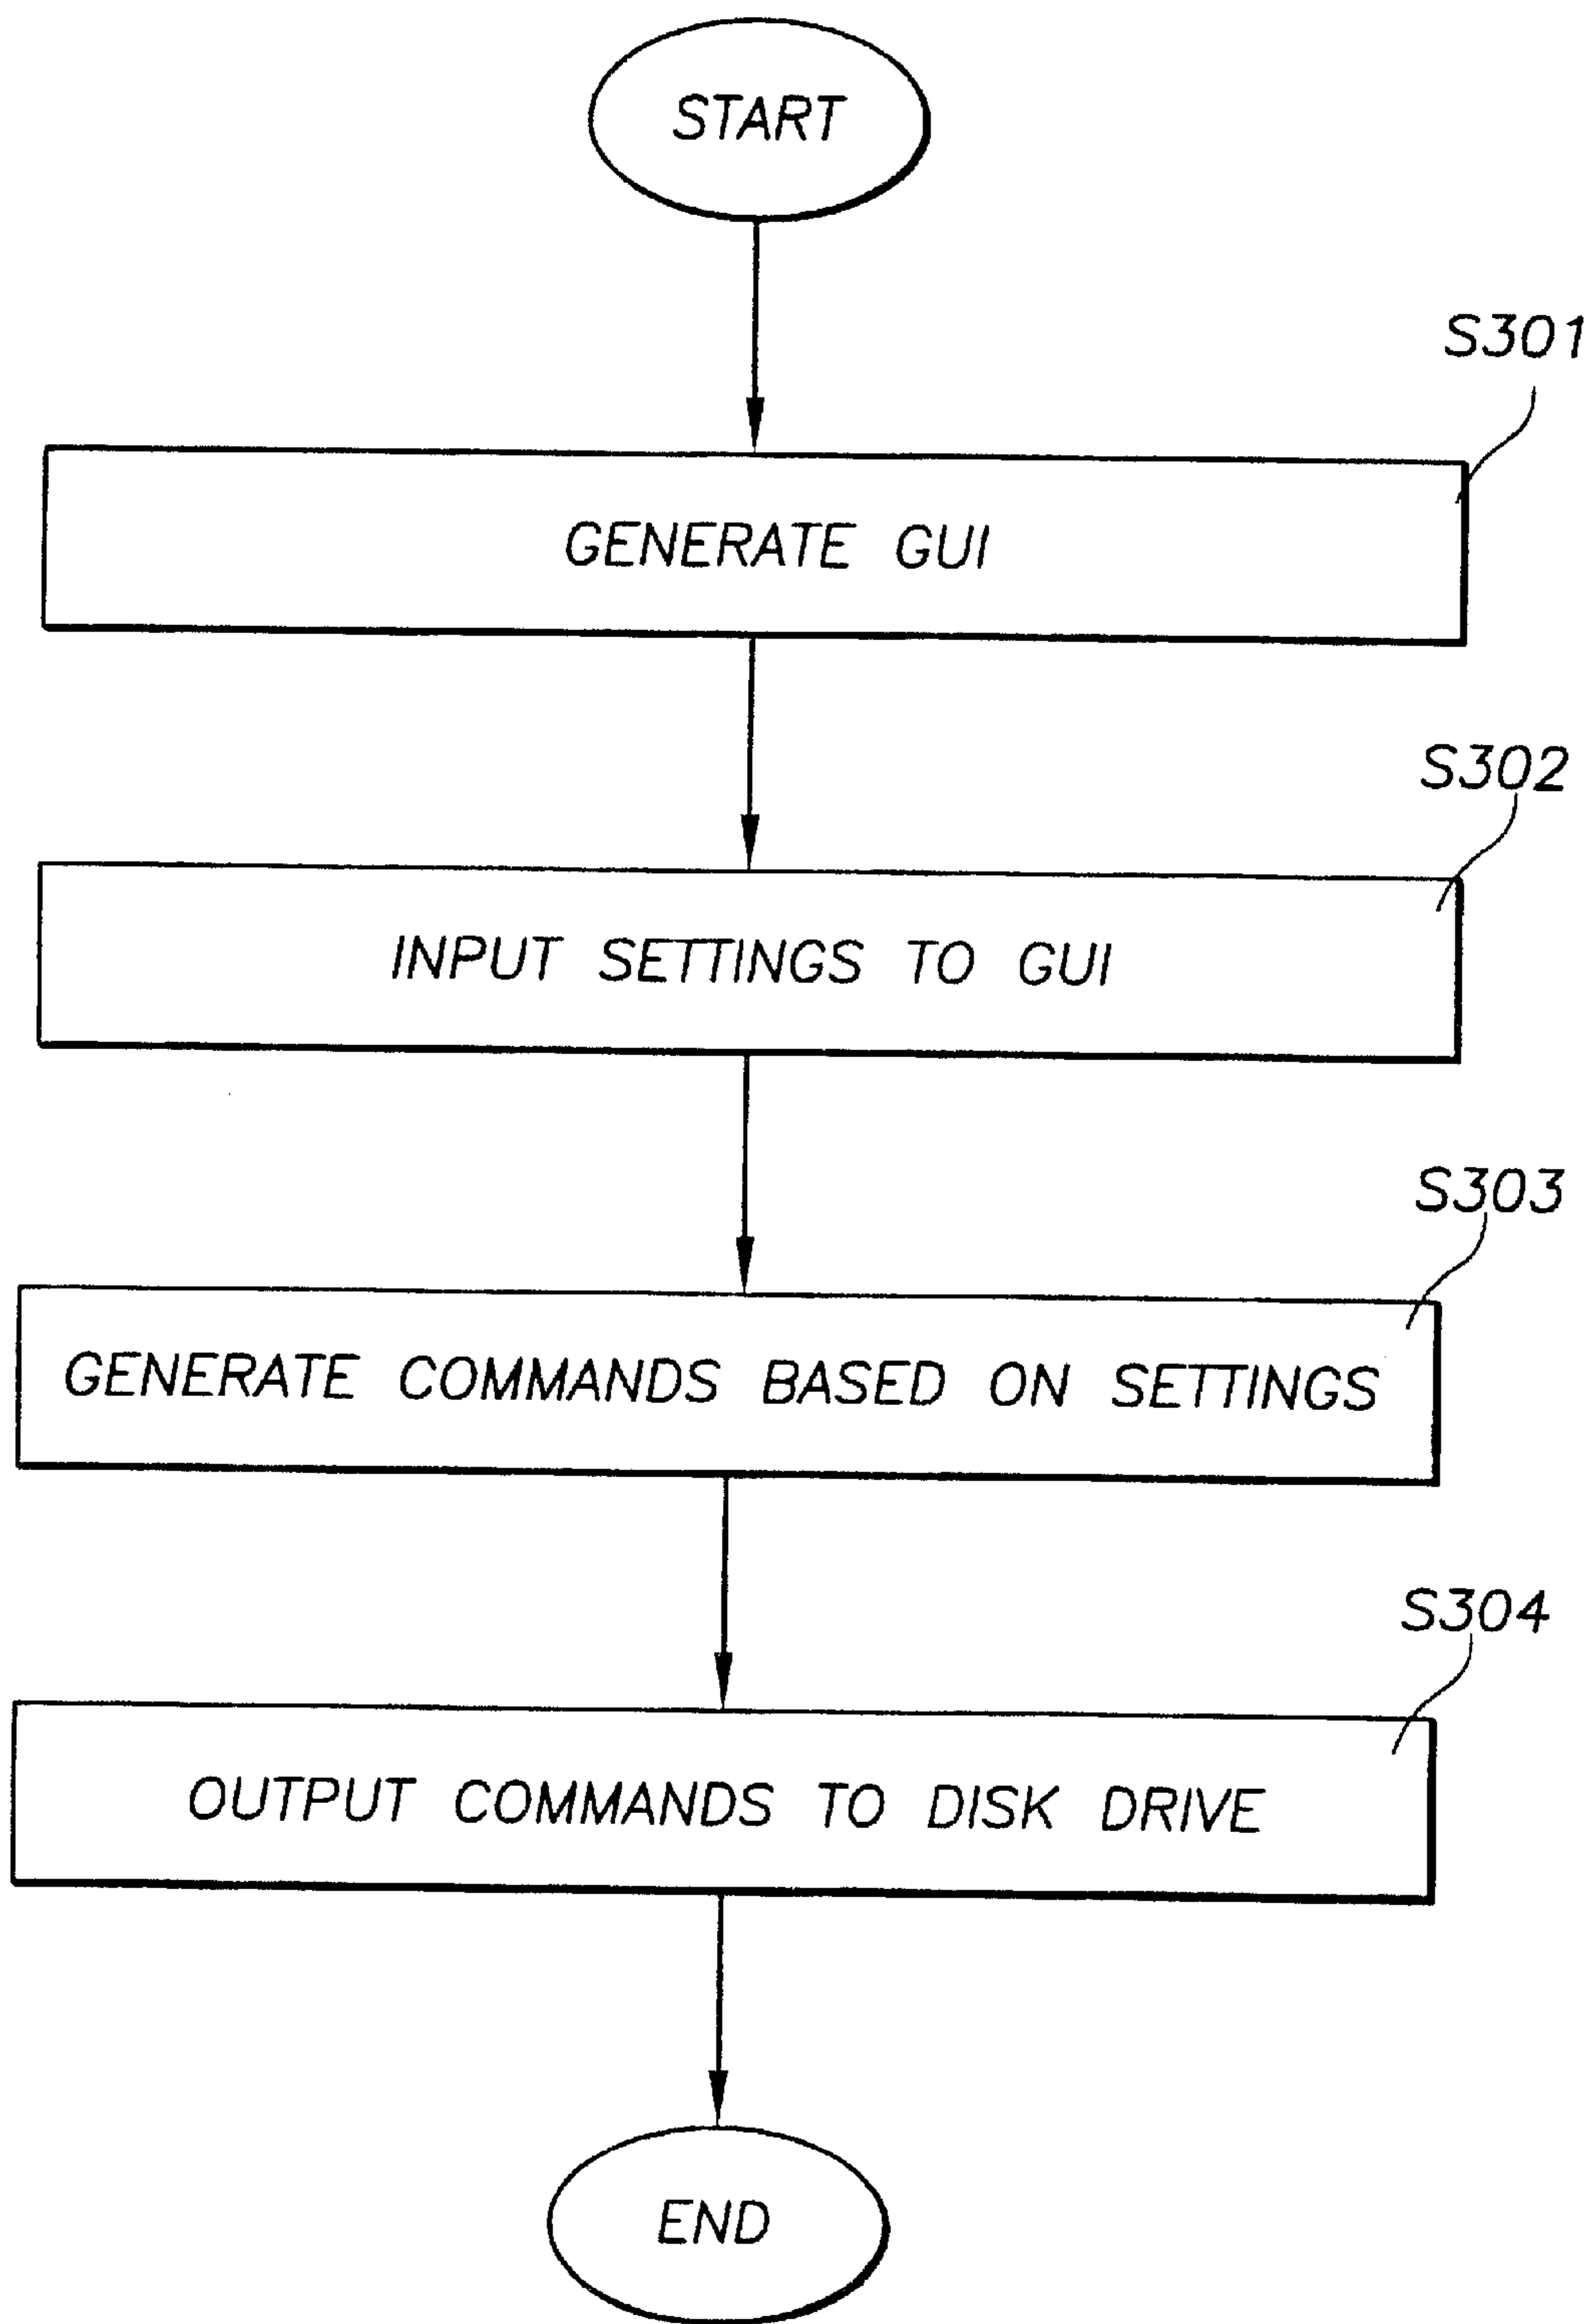 START
S301
GENERATE GUI
S302
INPUT SETTINGS TO GUI
S303
GENERATE COMMANDS BASED ON SETTINGS
S304
OUTPUT COMMANDS TO DISK DRIVE
END